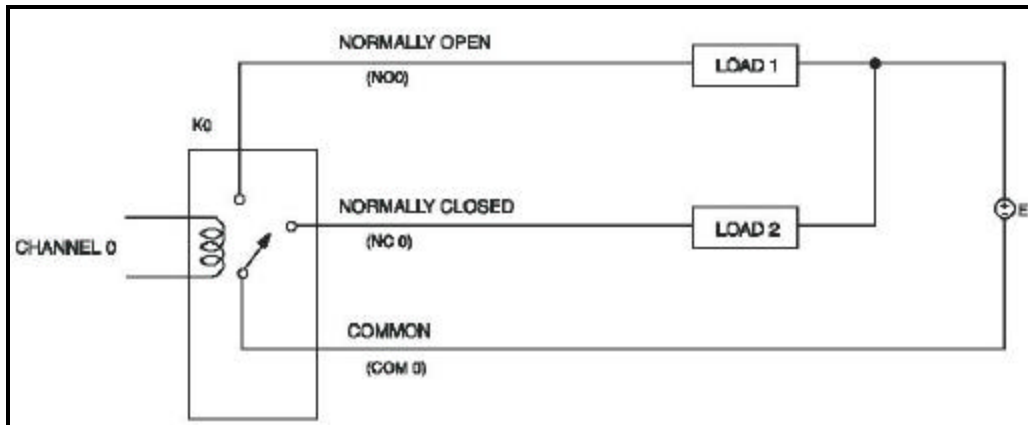 NORMALLY OPEN
(NO0)
LOAD 1
K0
NORMALLY CLOSED
(NC 0)
LOAD 2
E
CHANNEL 0
COMMON
(COM 0)